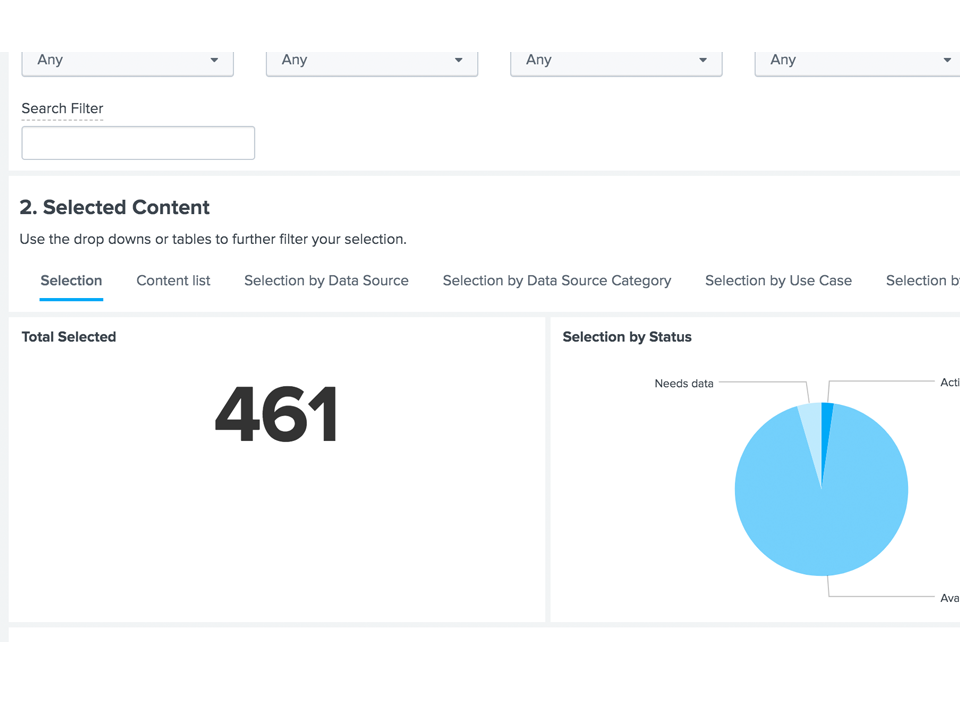 Any Any Any Any
Search Filter
2. Selected Content
Use the drop downs or tables to further filter your selection.
Selection Content list Selection by Data Source Selection by Data Source Category Selection by Use Case Selection b
Total Selected
Selection by Status
461
Needs data
Acti
Ava